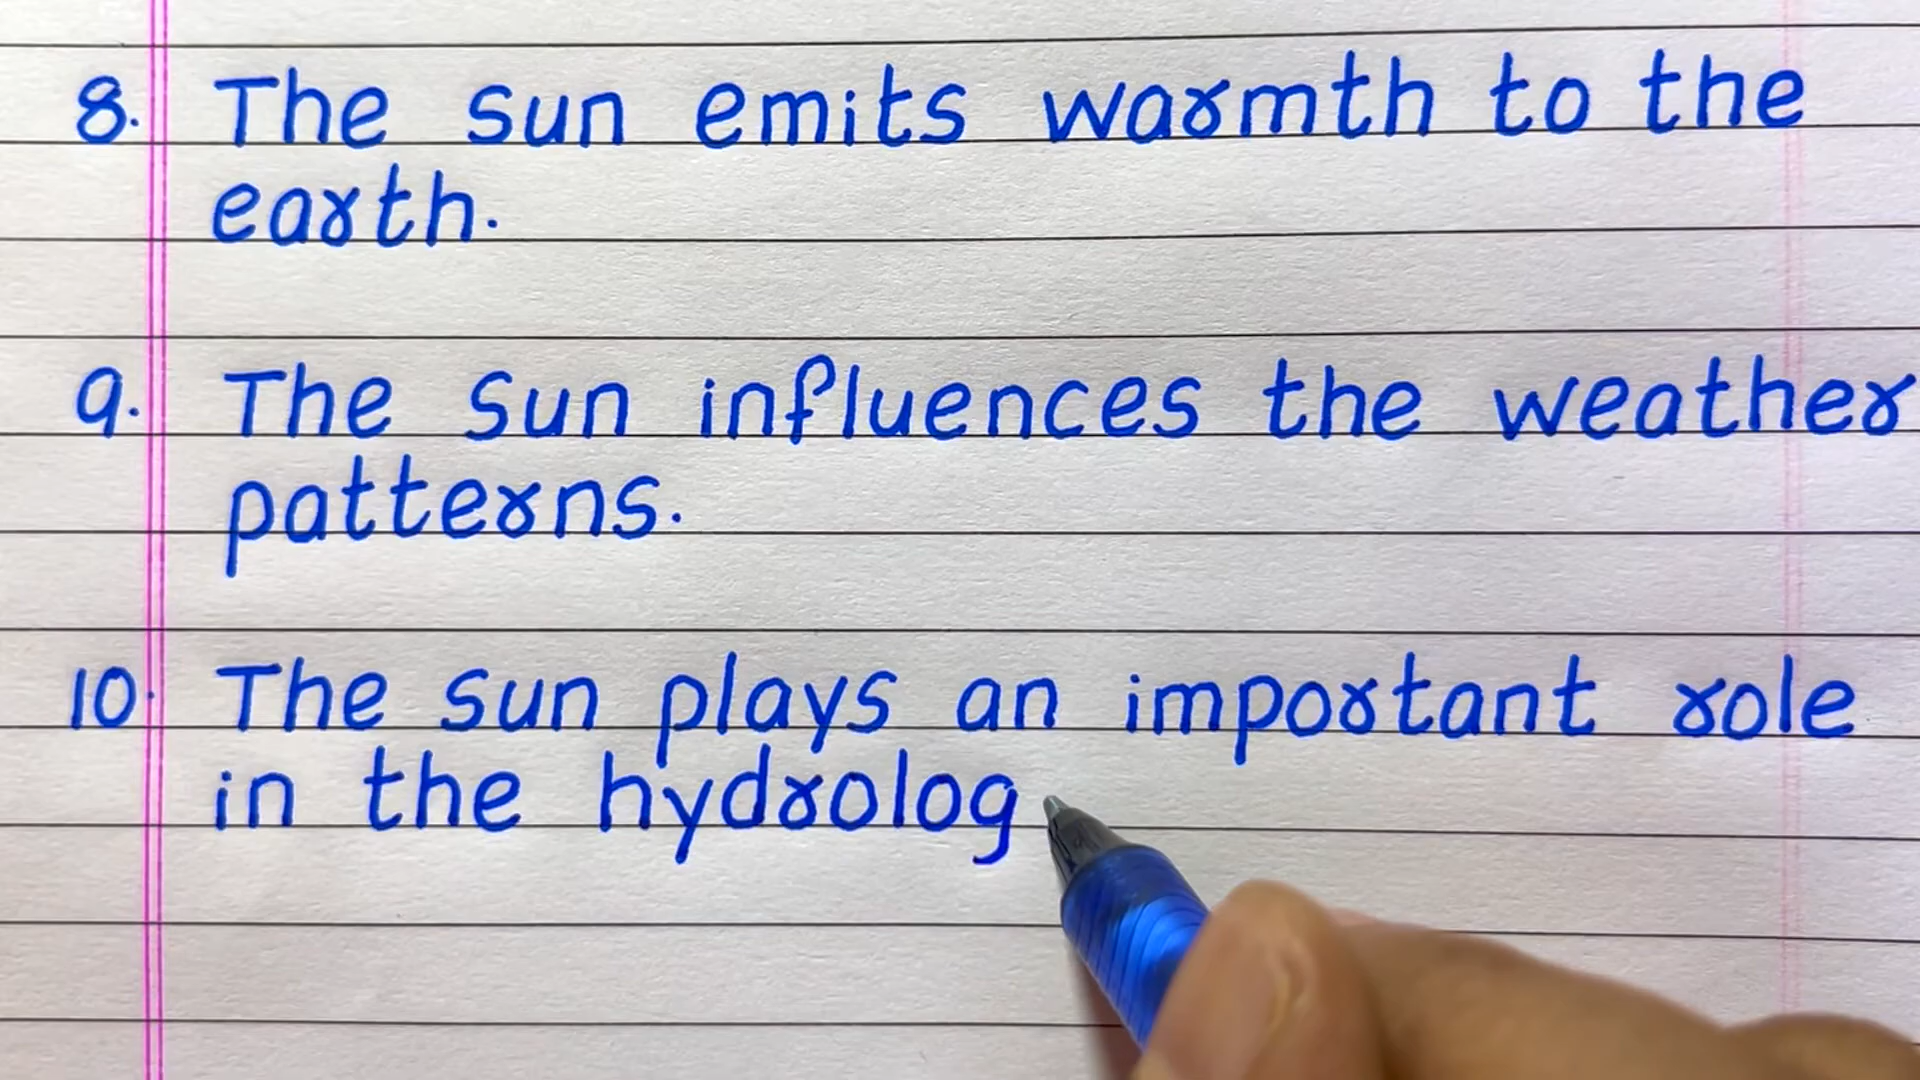 8. The sun emits warmth to the
earth.
9. The sun influences the weather
patterns.
10. The sun plays an important role
in the hydrolog